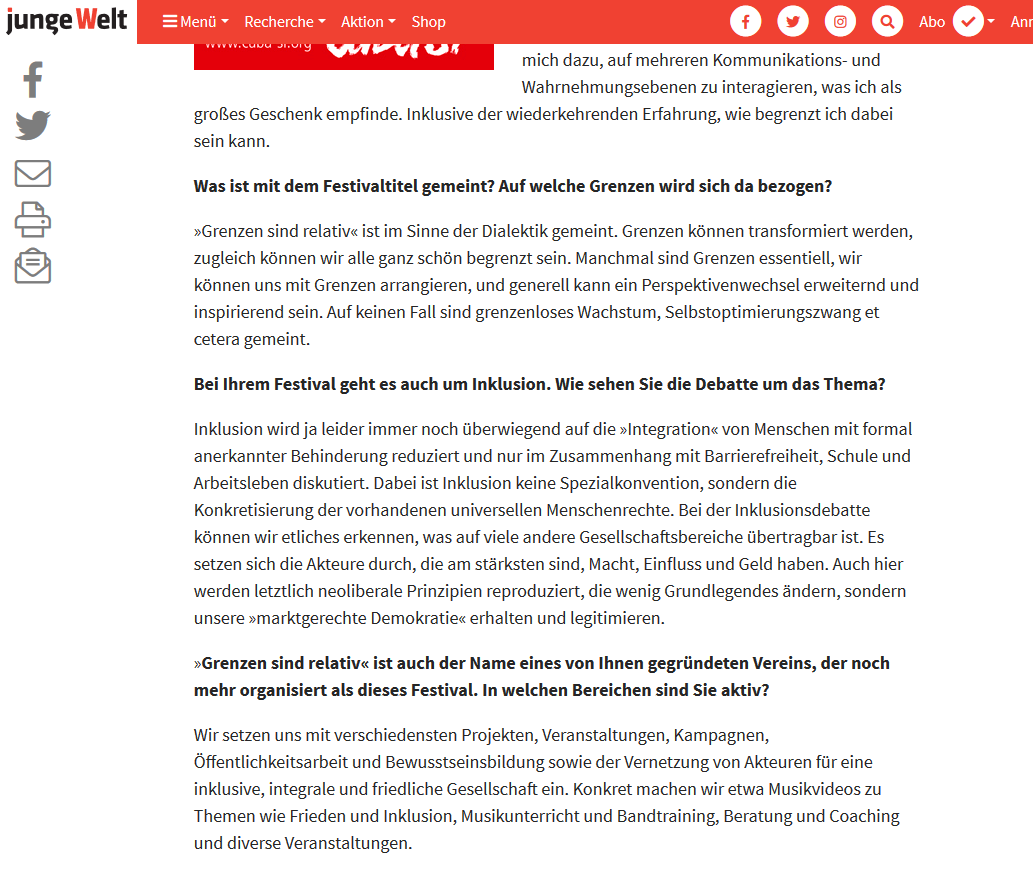 junge Welt
Menü Recherche Aktion Shop Abo
www.cuba-si.org
mich dazu, auf mehreren Kommunikations- und
Wahrnehmungsebenen zu interagieren, was ich als
großes Geschenk empfinde. Inklusive der wiederkehrenden Erfahrung, wie begrenzt ich dabei
sein kann.
Was ist mit dem Festivaltitel gemeint? Auf welche Grenzen wird sich da bezogen?
»Grenzen sind relativ« ist im Sinne der Dialektik gemeint. Grenzen können transformiert werden,
zugleich können wir alle ganz schön begrenzt sein. Manchmal sind Grenzen essentiell, wir
können uns mit Grenzen arrangieren, und generell kann ein Perspektivenwechsel erweiternd und
inspirierend sein. Auf keinen Fall sind grenzenloses Wachstum, Selbstoptimierungszwang et
cetera gemeint.
Bei Ihrem Festival geht es auch um Inklusion. Wie sehen Sie die Debatte um das Thema?
Inklusion wird ja leider immer noch überwiegend auf die »Integration« von Menschen mit formal
anerkannter Behinderung reduziert und nur im Zusammenhang mit Barrierefreiheit, Schule und
Arbeitsleben diskutiert. Dabei ist Inklusion keine Spezialkonvention, sondern die
Konkretisierung der vorhandenen universellen Menschenrechte. Bei der Inklusionsdebatte
können wir etliches erkennen, was auf viele andere Gesellschaftsbereiche übertragbar ist. Es
setzen sich die Akteure durch, die am stärksten sind, Macht, Einfluss und Geld haben. Auch hier
werden letztlich neoliberale Prinzipien reproduziert, die wenig Grundlegendes ändern, sondern
unsere »marktgerechte Demokratie« erhalten und legitimieren.
»Grenzen sind relativ« ist auch der Name eines von Ihnen gegründeten Vereins, der noch
mehr organisiert als dieses Festival. In welchen Bereichen sind Sie aktiv?
Wir setzen uns mit verschiedensten Projekten, Veranstaltungen, Kampagnen,
Öffentlichkeitsarbeit und Bewusstseinsbildung sowie der Vernetzung von Akteuren für eine
inklusive, integrale und friedliche Gesellschaft ein. Konkret machen wir etwa Musikvideos zu
Themen wie Frieden und Inklusion, Musikunterricht und Bandtraining, Beratung und Coaching
und diverse Veranstaltungen.